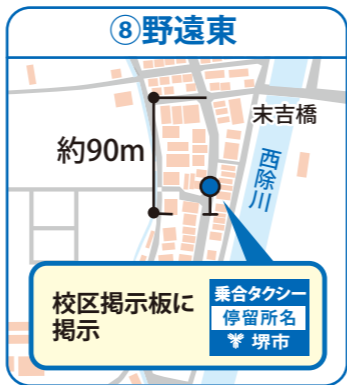 ⑧野遠東
末吉橋
約90m
西除川
校区掲示板に
掲示
乗合タクシー
停留所名
堺市